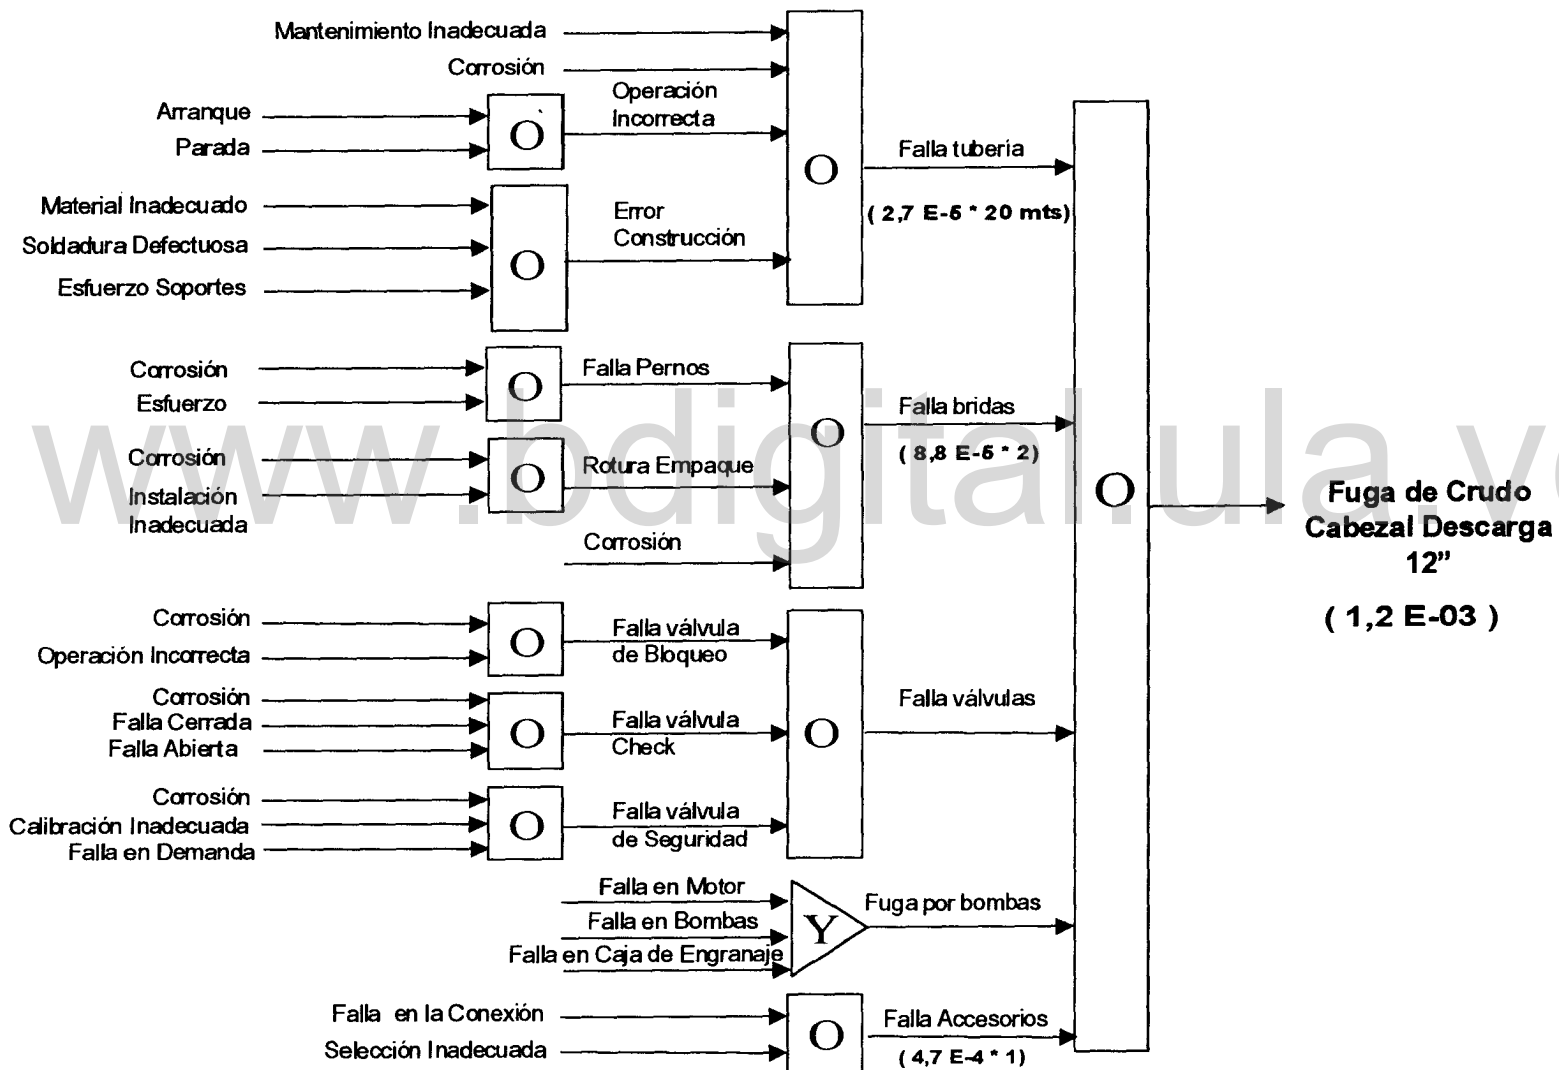 Mantenimiento Inadecuada
Corrosión
Arranque
Parada
O
Operación
Incorrecta
Material Inadecuado
Soldadura Defectuosa
Esfuerzo Soportes
O
Error
Construcción
O
Falla tubería
( 2,7 E-5 * 20 mts)
Corrosión
Esfuerzo
O
Falla Pernos
Corrosión
Instalación
Inadecuada
O
Rotura Empaque
Corrosión
O
Falla bridas
( 8,8 E-5 * 2)
Corrosión
Operación Incorrecta
O
Falla válvula
de Bloqueo
Corrosión
Falla Cerrada
Falla Abierta
O
Falla válvula
Check
Corrosión
Calibración Inadecuada
Falla en Demanda
O
Falla válvula
de Seguridad
O
Falla válvulas
Falla en Motor
Falla en Bombas
Falla en Caja de Engranaje
Y
Fuga por bombas
Falla en la Conexión
Selección Inadecuada
O
Falla Accesorios
( 4,7 E-4 * 1)
O
Fuga de Crudo
Cabezal Descarga
12”
( 1,2 E-03 )
www.bdigital.ula.ve